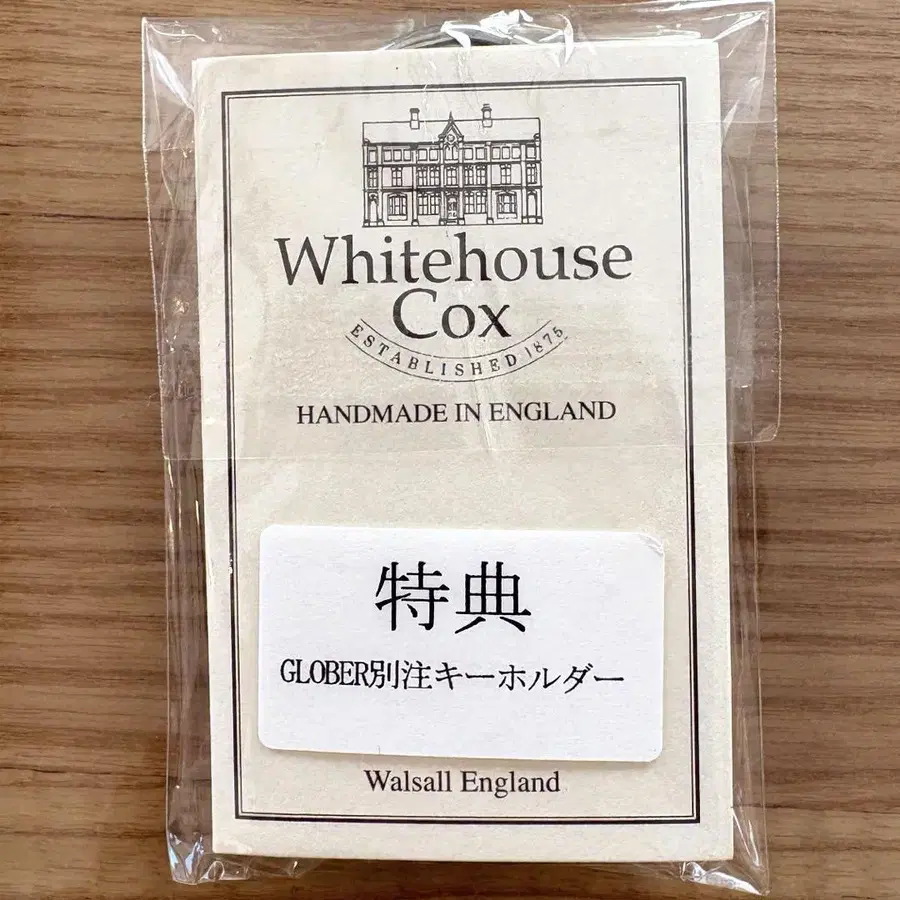 Whitehouse
Cox
ESTABLISHED 1875
HANDMADE IN ENGLAND
特典
GLOBER別注キーホルダー
Walsall England